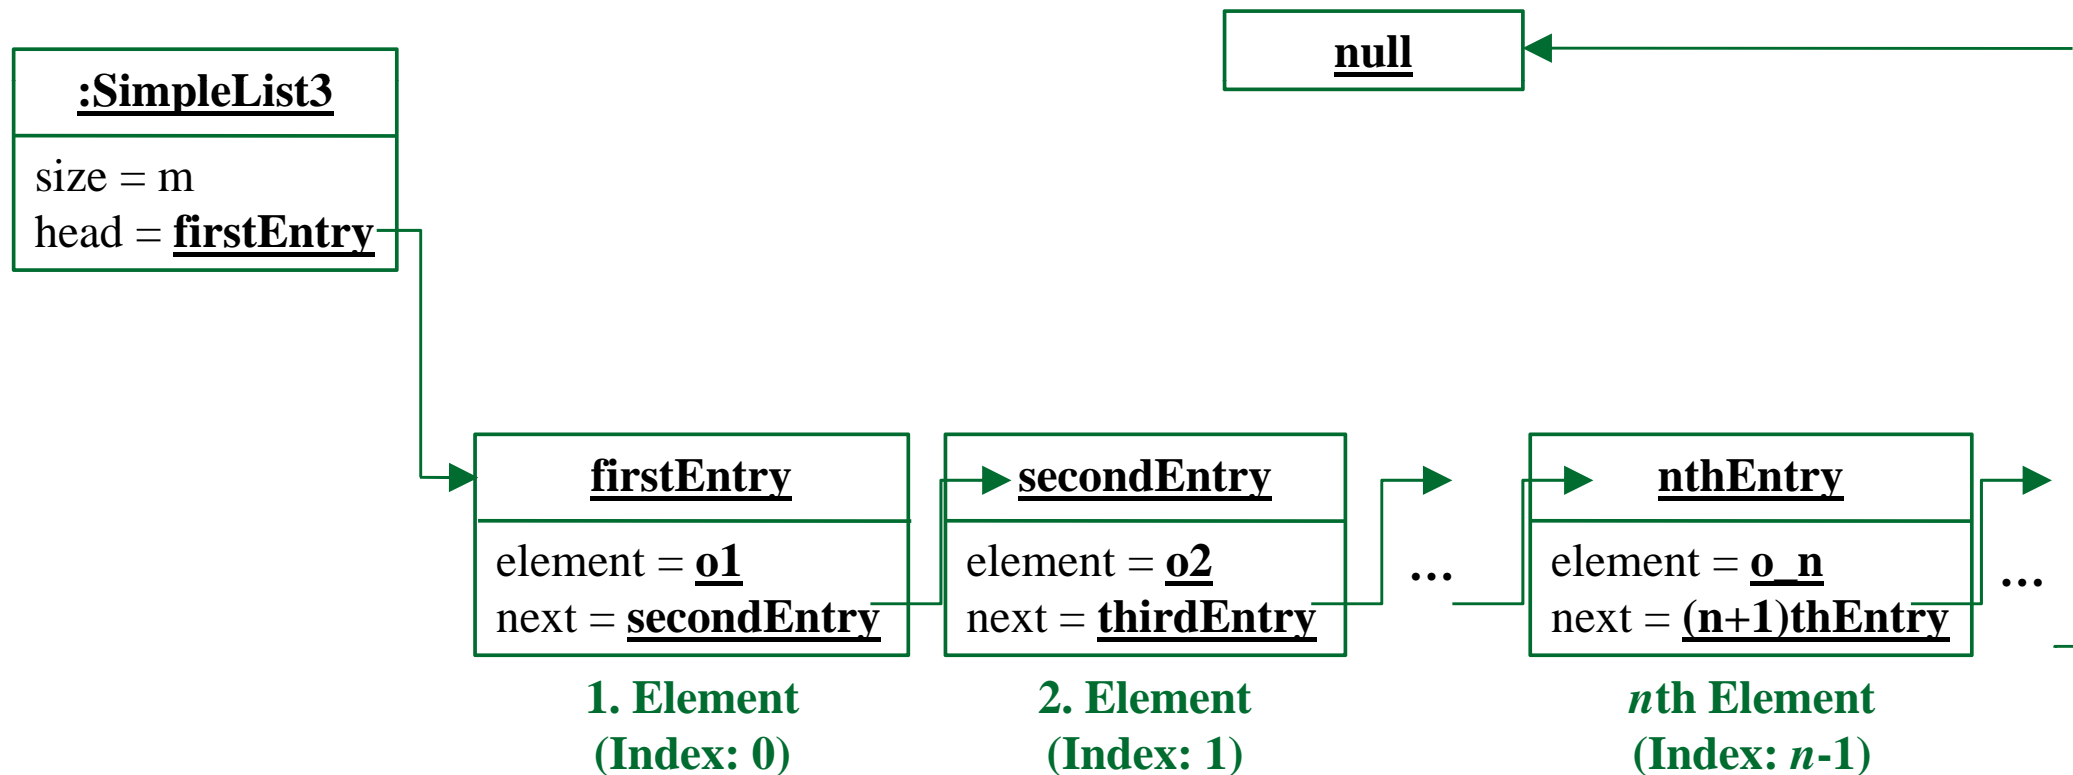 null
:SimpleList3
size = m
head = firstEntry
firstEntry
element = o1
next = secondEntry
1. Element
(Index: 0)
secondEntry
element = o2
next = thirdEntry
2. Element
(Index: 1)
...
nthEntry
element = o_n
next = (n+1)thEntry
nth Element
(Index: n-1)
...